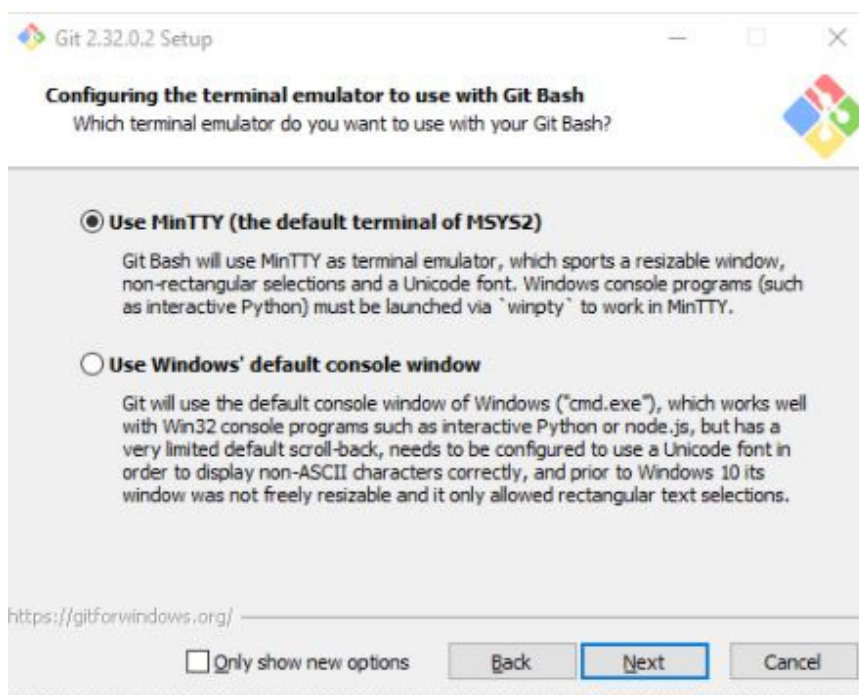 Git 2.32.0.2 Setup
Configuring the terminal emulator to use with Git Bash
Which terminal emulator do you want to use with your Git Bash?
Use MinTTY (the default terminal of MSYS2)
Git Bash will use MinTTY as terminal emulator, which sports a resizable window,
non-rectangular selections and a Unicode font. Windows console programs (such
as interactive Python) must be launched via `winpty` to work in MinTTY.
Use Windows' default console window
Git will use the default console window of Windows ("cmd.exe"), which works well
with Win32 console programs such as interactive Python or node.js, but has a
very limited default scroll-back, needs to be configured to use a Unicode font in
order to display non-ASCII characters correctly, and prior to Windows 10 its
window was not freely resizable and it only allowed rectangular text selections.
https://gitforwindows.org/
Only show new options
Back
Next
Cancel